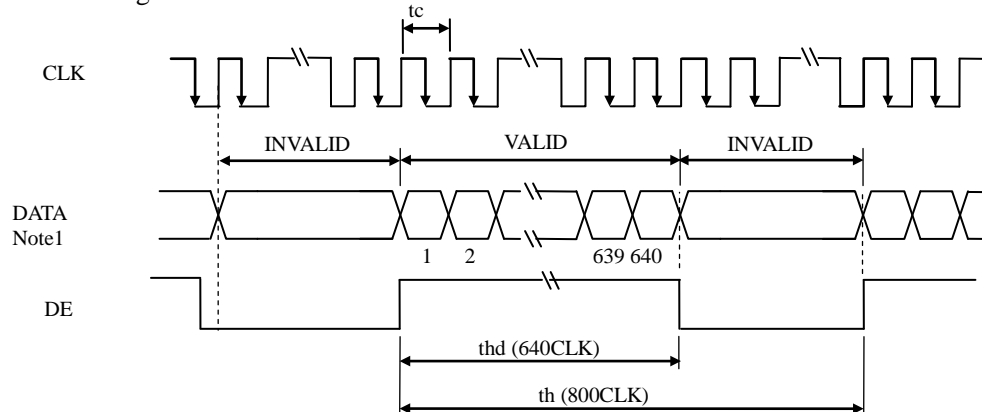 tc
CLK
INVALID VALID INVALID
DATA
Note1
1 2 639 640
DE
thd (640CLK)
th (800CLK)